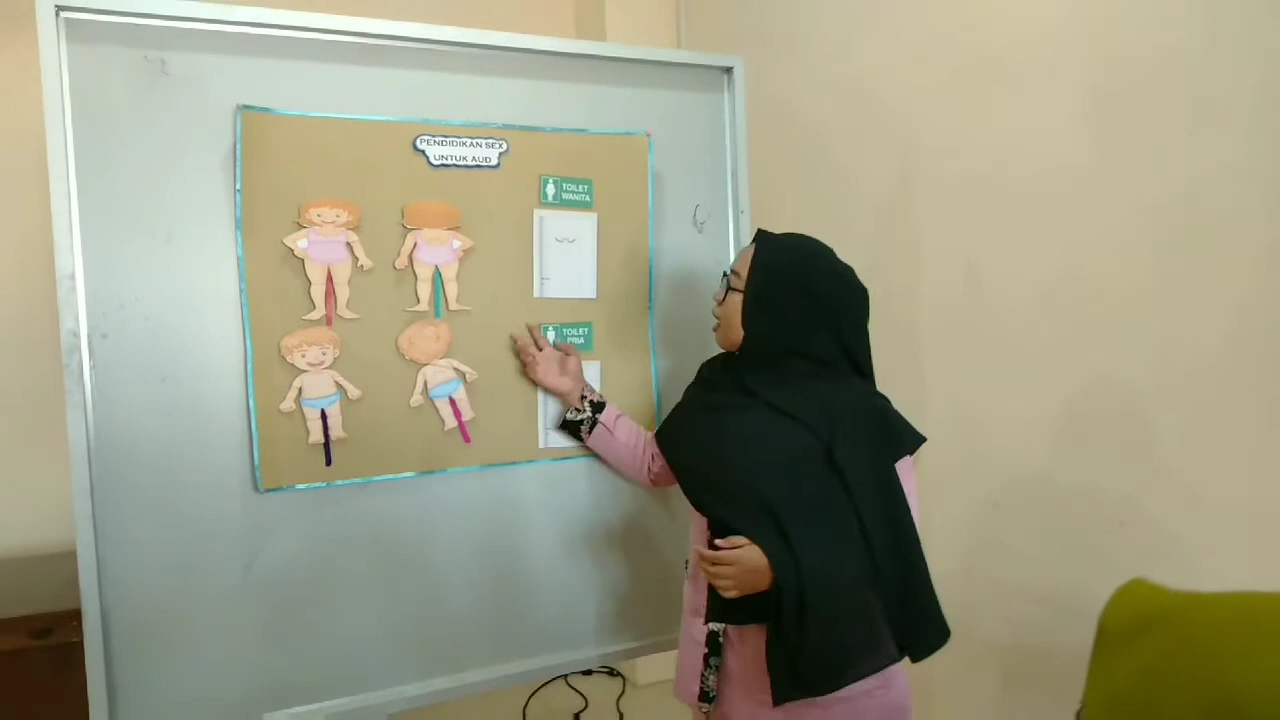 PENDIDIKAN SEX
UNTUK AUD
TOILET
WANITA
TOILET
PRIA